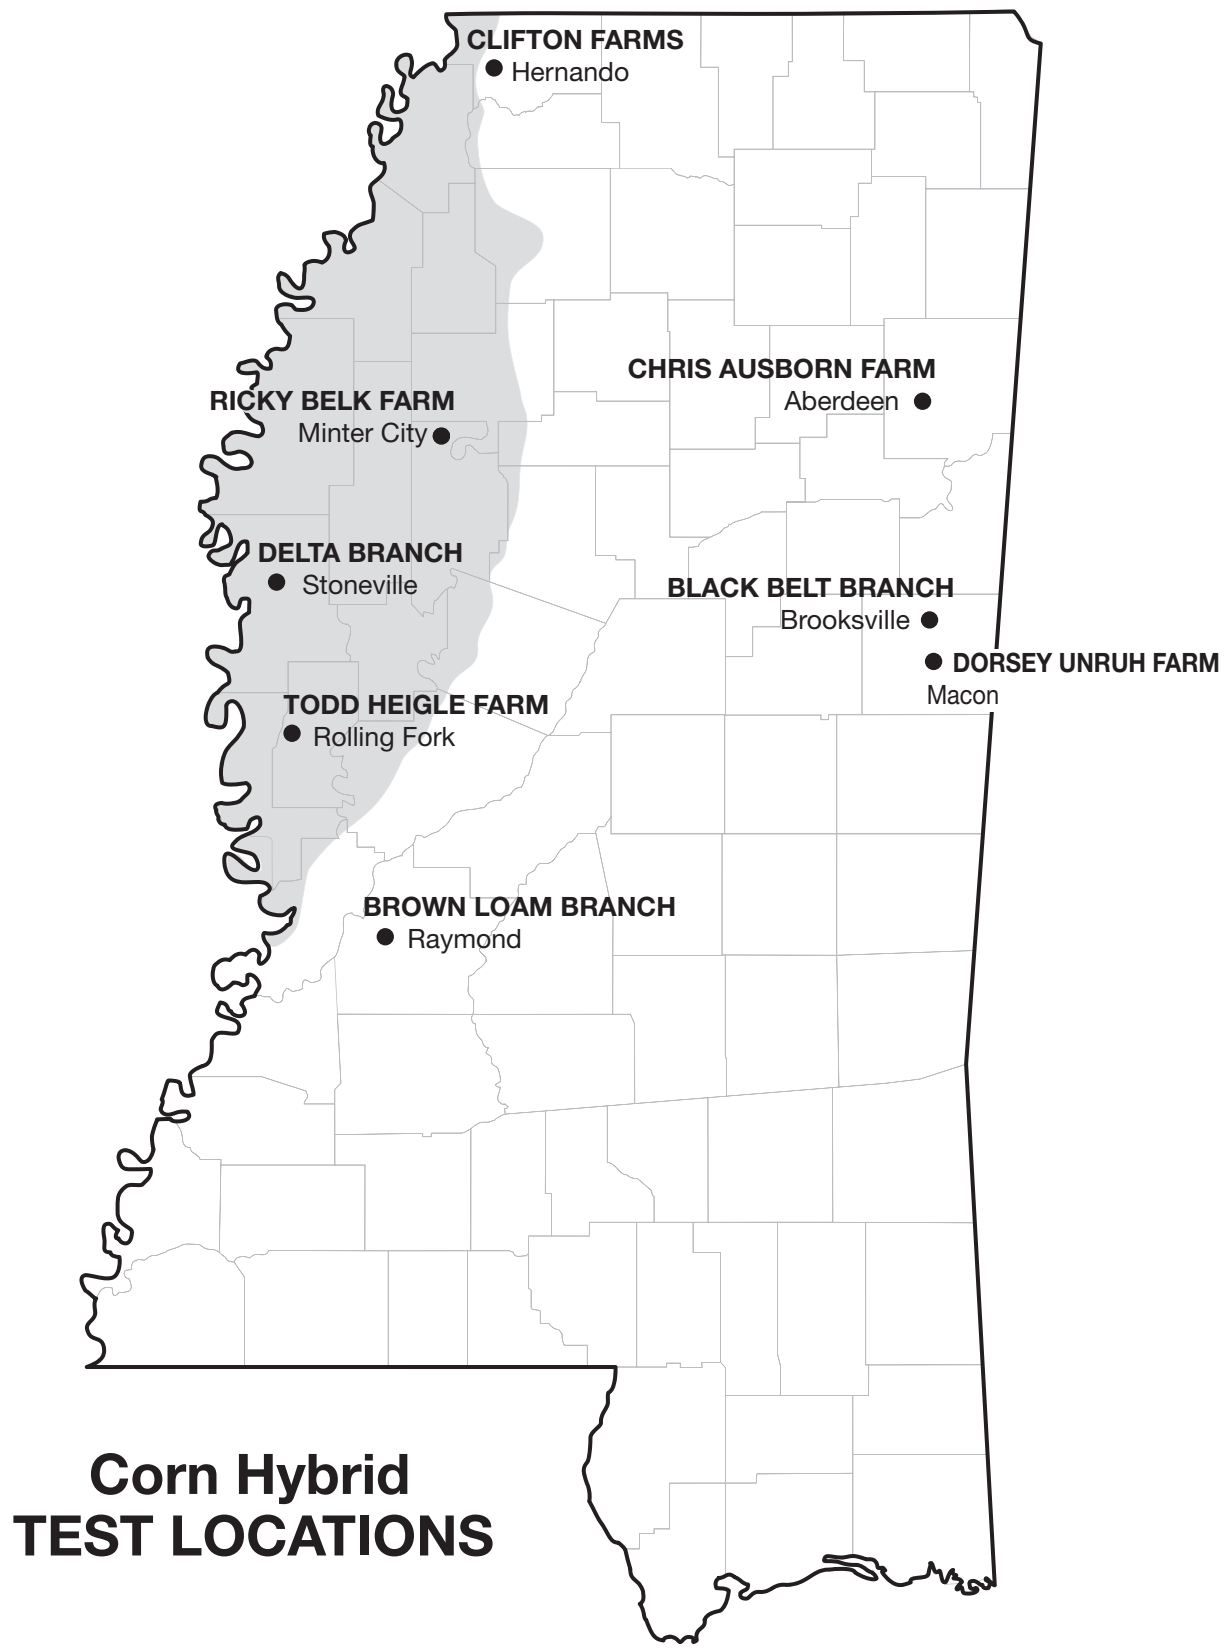 CLIFTON FARMS
Hernando
CHRIS AUSBORN FARM
Aberdeen
RICKY BELK FARM
Minter City
DELTA BRANCH
Stoneville
BLACK BELT BRANCH
Brooksville
DORSEY UNRUH FARM
Macon
TODD HEIGLE FARM
Rolling Fork
BROWN LOAM BRANCH
Raymond
Corn Hybrid
TEST LOCATIONS